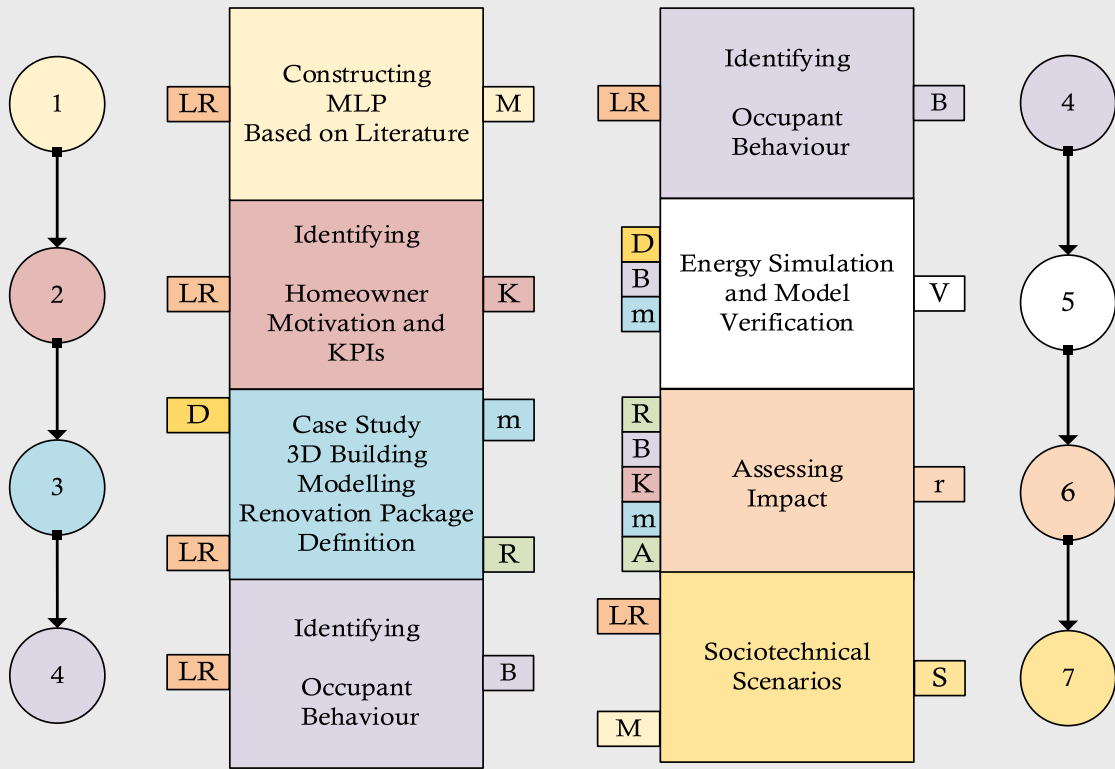 1
LR
Constructing
MLP
Based on Literature
M
2
LR
Identifying
Homeowner
Motivation and
KPIs
K
3
D
LR
Case Study
3D Building
Modelling
Renovation Package
Definition
m
R
4
LR
Identifying
Occupant
Behaviour
B
LR
Identifying
Occupant
Behaviour
B
4
D
B
m
Energy Simulation
and Model
Verification
V
5
R
B
K
m
A
Assessing
Impact
r
6
LR
M
Sociotechnical
Scenarios
S
7